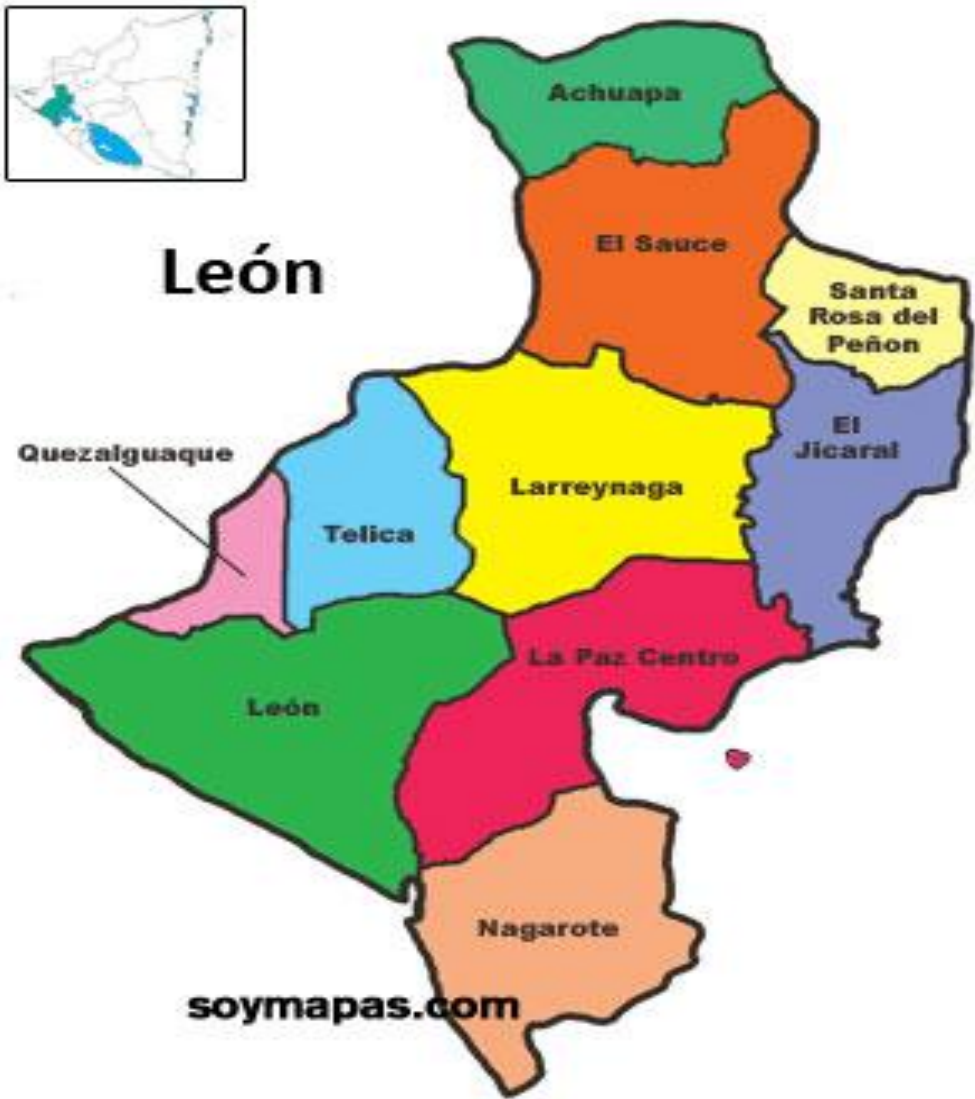 León
Achuapa
El Sauce
Santa
Rosa del
Peñon
El
Jicaral
Quezalguaque
Larreynaga
Telica
La Paz Centro
León
Nagarote
soymapas.com